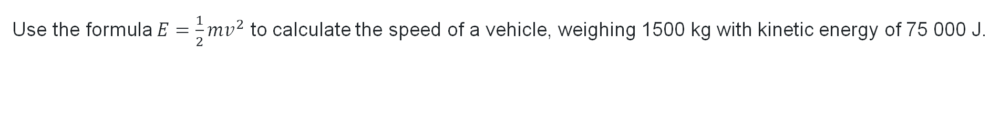 Use the formula E = 1/2 mv² to calculate the speed of a vehicle, weighing 1500 kg with kinetic energy of 75 000 J.